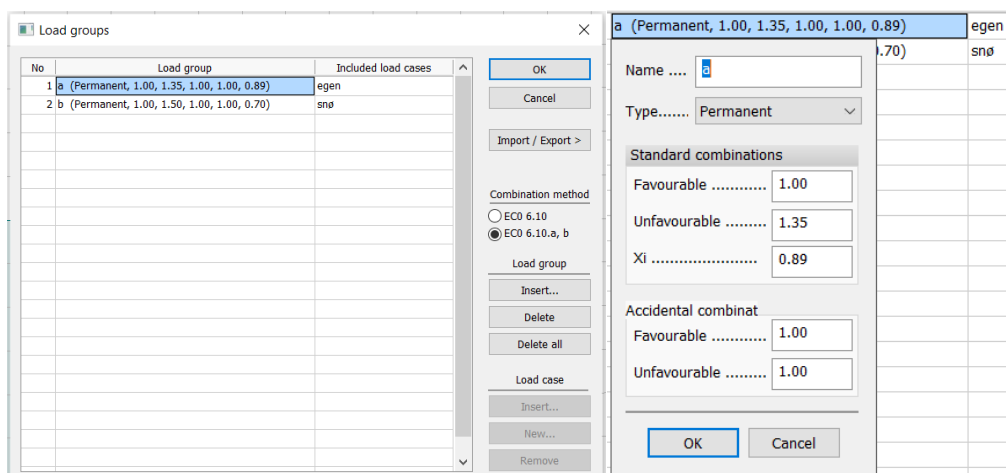 Load groups
No Load group Included load cases
1 a (Permanent, 1.00, 1.35, 1.00, 1.00, 0.89) egen
2 b (Permanent, 1.00, 1.50, 1.00, 1.00, 0.70) snø
OK
Cancel
Import / Export >
Combination method
EC0 6.10
EC0 6.10.a, b
Load group
Insert...
Delete
Delete all
Load case
Insert...
New...
Remove
a (Permanent, 1.00, 1.35, 1.00, 1.00, 0.89) egen
).70) snø
Name .... a
Type....... Permanent
Standard combinations
Favourable ............ 1.00
Unfavourable ......... 1.35
Xi ....................... 0.89
Accidental combinat
Favourable ............ 1.00
Unfavourable ......... 1.00
OK Cancel